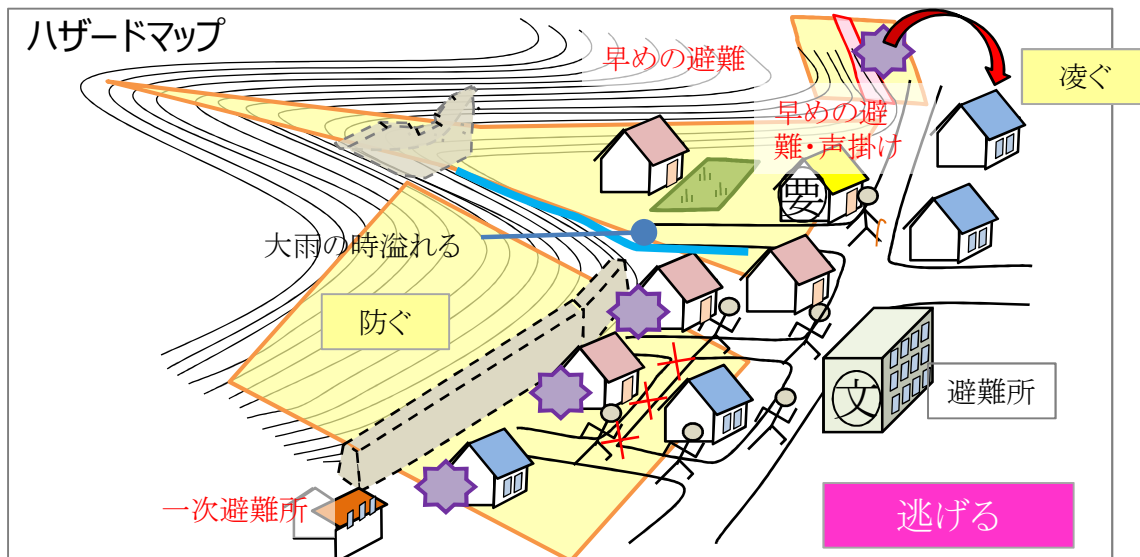 ハザードマップ
早めの避難
凌ぐ
早めの避
難・声掛け
要
大雨の時溢れる
防ぐ
避難所
文
一次避難所
逃げる